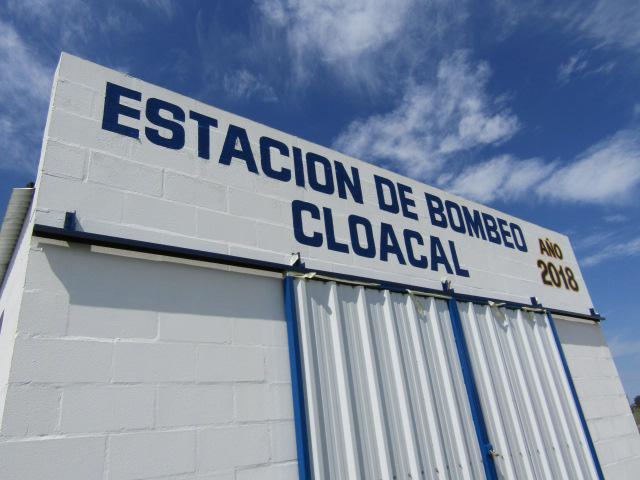 ESTACION DE BOMBEO
CLOACAL
AÑO
2018